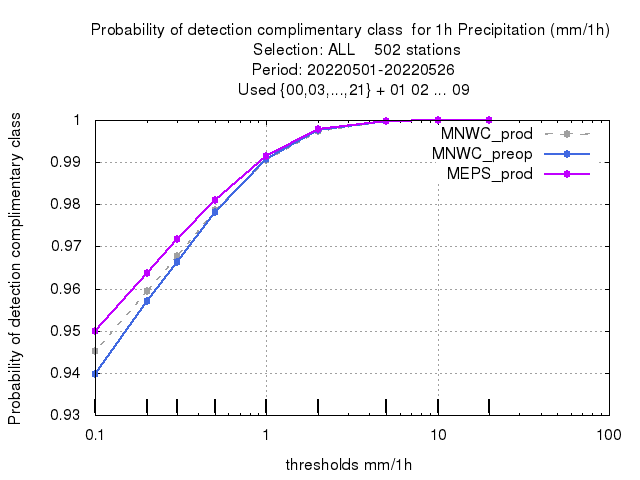 Probability of detection complimentary class  for 1h Precipitation (mm/1h)
Selection: ALL    502 stations
Period: 20220501-20220526
Used {00,03,...,21} + 01 02 ... 09
Probability of detection complimentary class
1
0.99
0.98
0.97
0.96
0.95
0.94
0.93
MNWC_prod
MNWC_preop
MEPS_prod
0.1
1
10
100
thresholds mm/1h